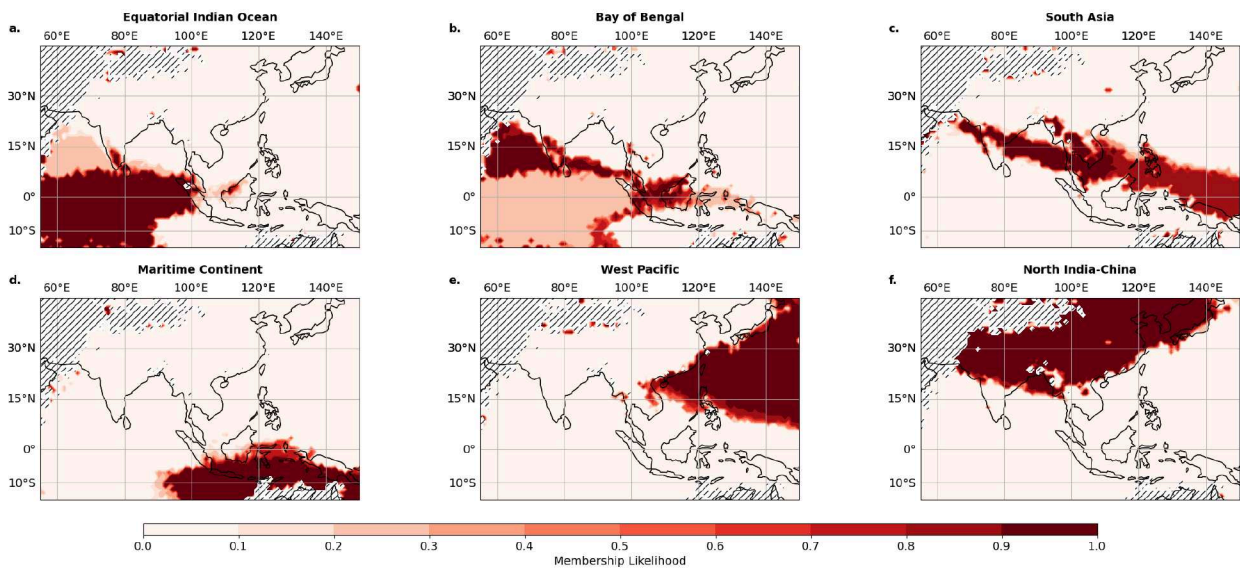 Equatorial Indian Ocean
Bay of Bengal
South Asia
a.
b.
c.
60°E 80°E 100°E 120°E 140°E
60°E 80°E 100°E 120°E 140°E
60°E 80°E 100°E 120°E 140°E
30°N 30°N 30°N
15°N 15°N 15°N
0° 0° 0°
10°S 10°S 10°S
Maritime Continent
West Pacific
North India-China
d.
e.
f.
60°E 80°E 100°E 120°E 140°E
60°E 80°E 100°E 120°E 140°E
60°E 80°E 100°E 120°E 140°E
30°N 30°N 30°N
15°N 15°N 15°N
0° 0° 0°
10°S 10°S 10°S
0.0 0.1 0.2 0.3 0.4 0.5 0.6 0.7 0.8 0.9 1.0
Membership Likelihood